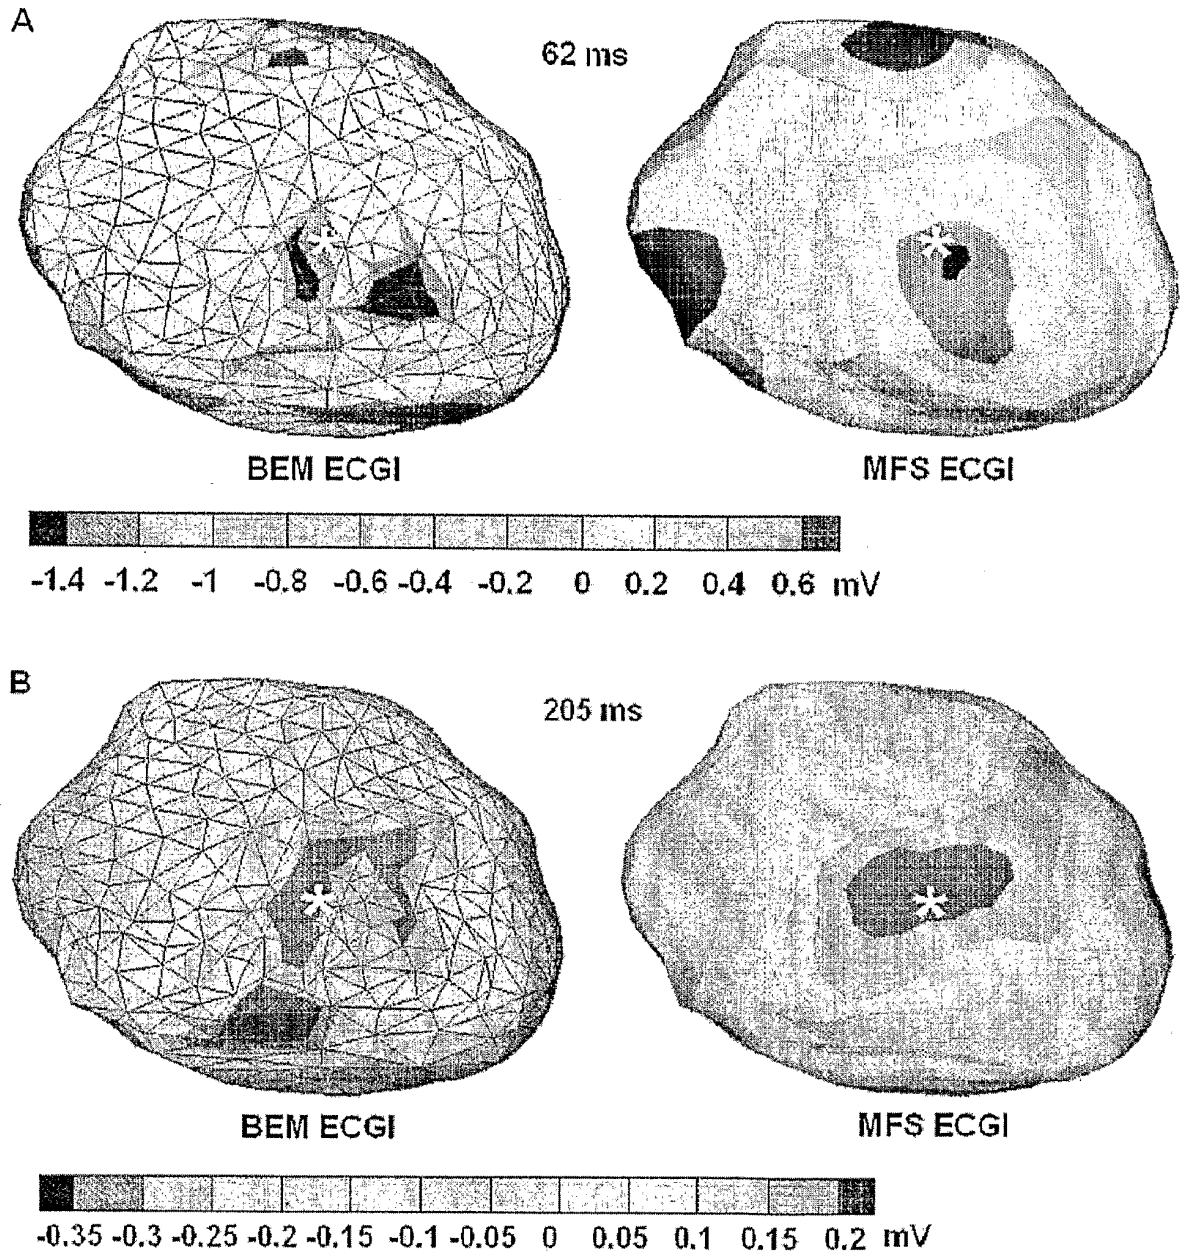 A
62 ms
BEM ECGI
MFS ECGI
-1.4 -1.2 -1 -0.8 -0.6 -0.4 -0.2 0 0.2 0.4 0.6 mV
B
205 ms
BEM ECGI
MFS ECGI
-0.35 -0.3 -0.25 -0.2 -0.15 -0.1 -0.05 0 0.05 0.1 0.15 0.2 mV